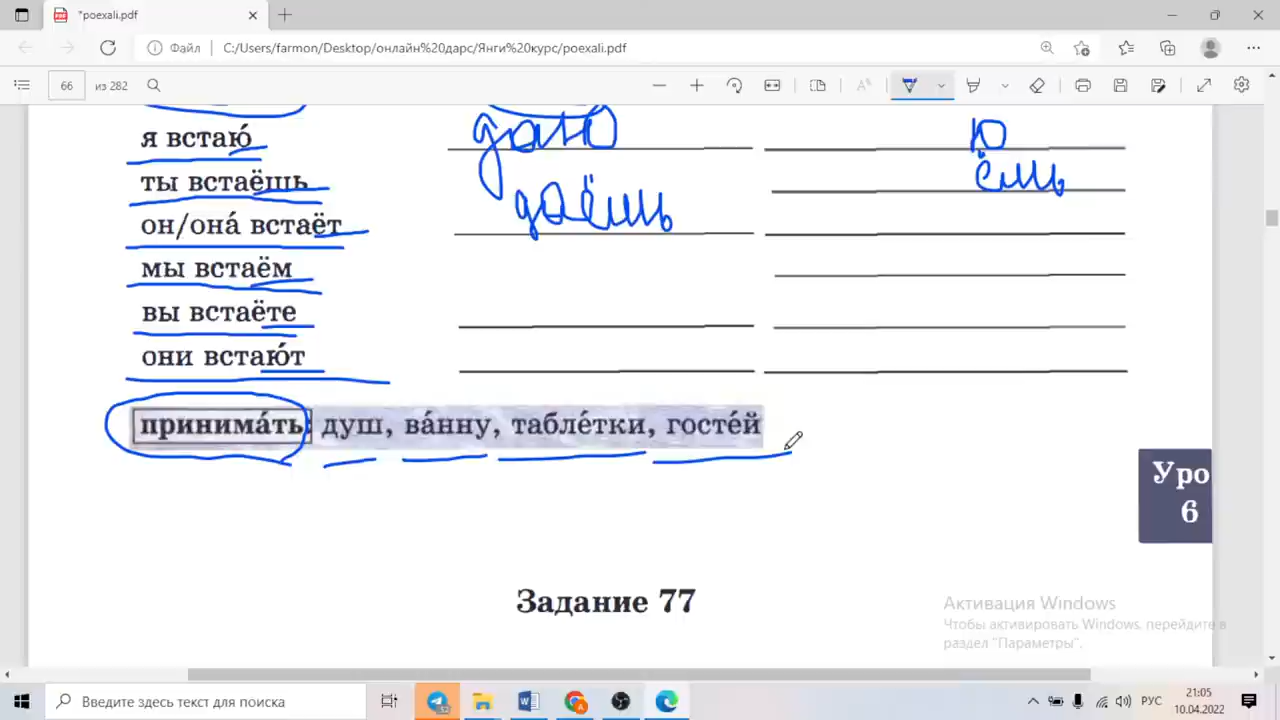 *poexali.pdf
Файл
C:/Users/farmon/Desktop/онлайн%20дарс/Янги%20курс/poexali.pdf
66
из 282
я встаю́
даю
ю
ты встаёшь
ёшь
даёшь
он/она́ встаёт
мы встаём
вы встаёте
они встаю́т
принима́ть: душ, ва́нну, табле́тки, госте́й
Уро
6
Задание 77
Активация Windows
Чтобы активировать Windows, перейдите в
раздел "Параметры".
Введите здесь текст для поиска
РУС
21:05
10.04.2022